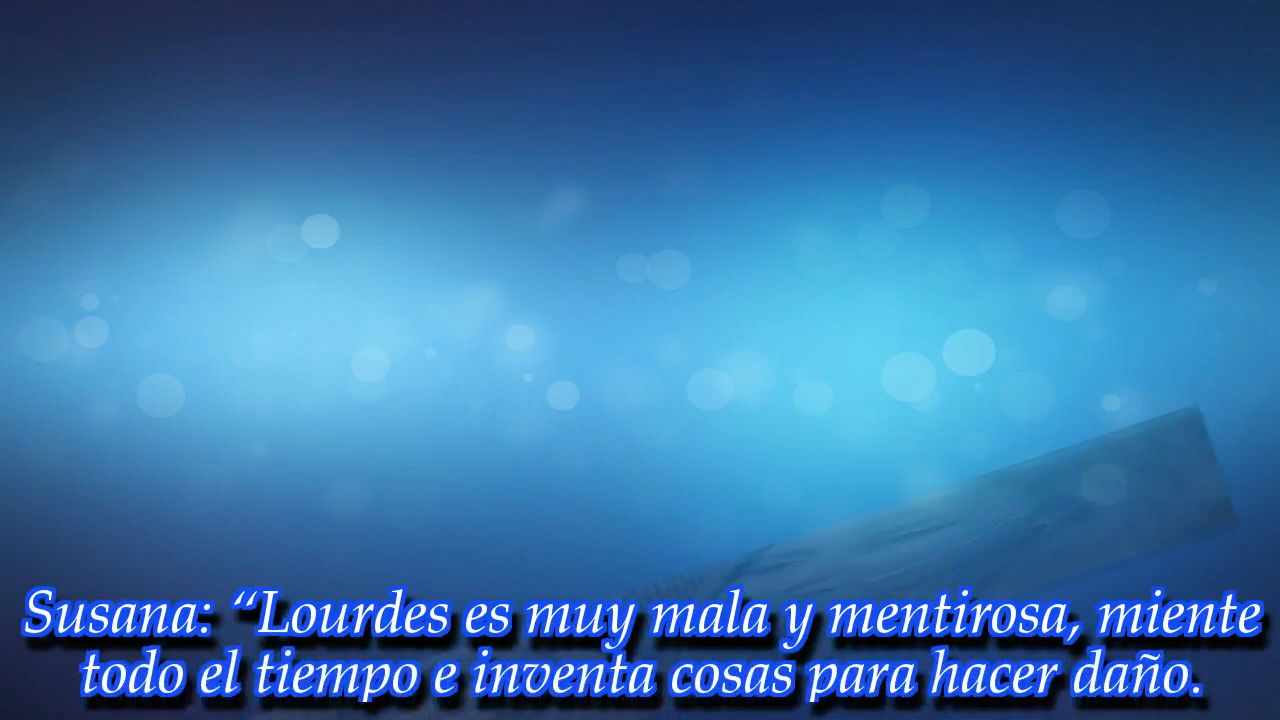 Susana: “Lourdes es muy mala y mentirosa, miente
todo el tiempo e inventa cosas para hacer daño.